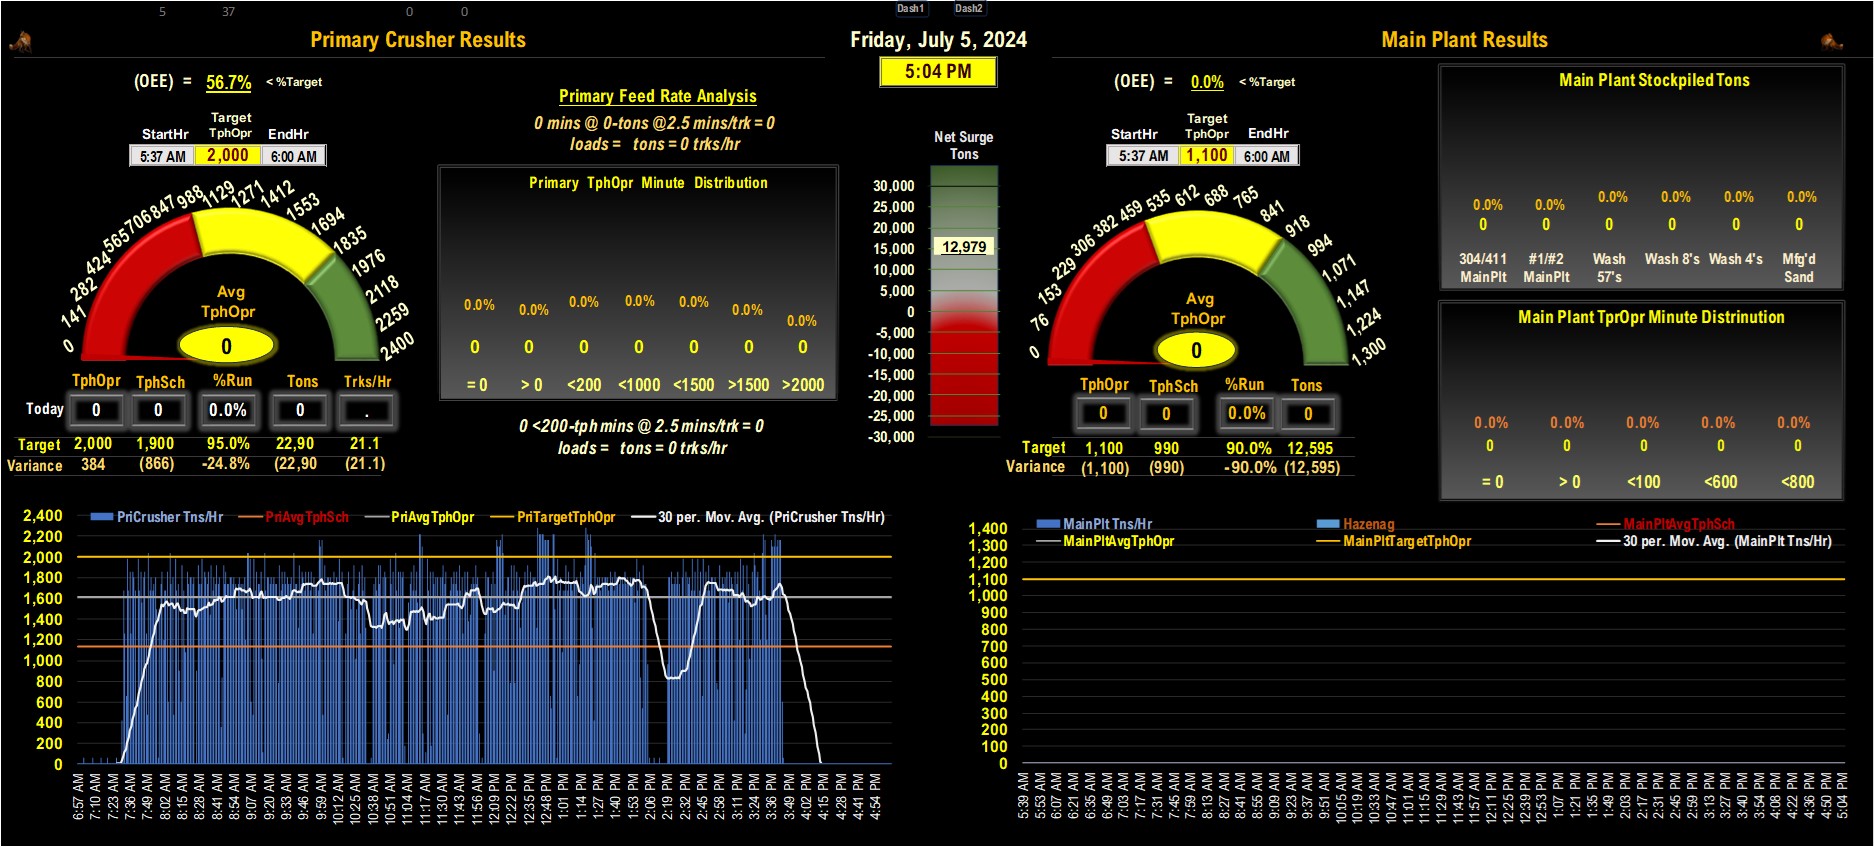 5 37 0 0 Dash1 Dash2
Primary Crusher Results
Friday, July 5, 2024
Main Plant Results
5:04 PM
(OEE) = 56.7% < %Target
Target
StartHr TphOpr EndHr
5:37 AM 2,000 6:00 AM
0 141 282 424 565 706 847 988 1129 1271 1412 1553 1694 1835 1976 2118 2259 2400
Avg
TphOpr
0
TphOpr TphSch %Run Tons Trks/Hr
Today 0 0 0.0% 0 .
Target 2,000 1,900 95.0% 22,90 21.1
Variance 384 (866) -24.8% (22,90 (21.1)
Primary Feed Rate Analysis
0 mins @ 0-tons @2.5 mins/trk = 0
loads = tons = 0 trks/hr
Primary TphOpr Minute Distribution
0.0% 0.0% 0.0% 0.0% 0.0% 0.0% 0.0%
0 0 0 0 0 0 0
= 0 > 0 <200 <1000 <1500 >1500 >2000
0 <200-tph mins @ 2.5 mins/trk = 0
loads = tons = 0 trks/hr
Net Surge
Tons
30,000
25,000
20,000
15,000
12,979
10,000
5,000
0
-5,000
-10,000
-15,000
-20,000
-25,000
-30,000
(OEE) = 0.0% < %Target
Target
StartHr TphOpr EndHr
5:37 AM 1,100 6:00 AM
0 76 153 229 306 382 459 535 612 688 765 841 918 994 1,071 1,147 1,224 1,300
Avg
TphOpr
0
TphOpr TphSch %Run Tons
0 0 0.0% 0
Target 1,100 990 90.0% 12,595
Variance (1,100) (990) -90.0% (12,595)
Main Plant Stockpiled Tons
0.0% 0.0% 0.0% 0.0% 0.0% 0.0%
0 0 0 0 0 0
304/411 #1/#2 Wash Wash 8's Wash 4's Mfg'd
MainPlt MainPlt 57's Sand
Main Plant TprOpr Minute Distrinution
0.0% 0.0% 0.0% 0.0% 0.0%
0 0 0 0 0
= 0 > 0 <100 <600 <800
PriCrusher Tns/Hr PriAvgTphSch PriAvgTphOpr PriTargetTphOpr 30 per. Mov. Avg. (PriCrusher Tns/Hr)
2,400
2,200
2,000
1,800
1,600
1,400
1,200
1,000
800
600
400
200
0
6:57 AM 7:10 AM 7:23 AM 7:36 AM 7:49 AM 8:02 AM 8:15 AM 8:28 AM 8:41 AM 8:54 AM 9:07 AM 9:20 AM 9:33 AM 9:46 AM 9:59 AM 10:12 AM 10:25 AM 10:38 AM 10:51 AM 11:04 AM 11:17 AM 11:30 AM 11:43 AM 11:56 AM 12:09 PM 12:22 PM 12:35 PM 12:48 PM 1:01 PM 1:14 PM 1:27 PM 1:40 PM 1:53 PM 2:06 PM 2:19 PM 2:32 PM 2:45 PM 2:58 PM 3:11 PM 3:24 PM 3:36 PM 3:49 PM 4:02 PM 4:15 PM 4:28 PM 4:41 PM 4:54 PM
MainPlt Tns/Hr Hazenag MainPltAvgTphSch
MainPltAvgTphOpr MainPltTargetTphOpr 30 per. Mov. Avg. (MainPlt Tns/Hr)
1,400
1,300
1,200
1,100
1,000
900
800
700
600
500
400
300
200
100
0
5:39 AM 5:53 AM 6:07 AM 6:21 AM 6:35 AM 6:49 AM 7:03 AM 7:17 AM 7:31 AM 7:45 AM 7:59 AM 8:13 AM 8:27 AM 8:41 AM 8:55 AM 9:09 AM 9:23 AM 9:37 AM 9:51 AM 10:05 AM 10:19 AM 10:33 AM 10:47 AM 11:01 AM 11:15 AM 11:29 AM 11:43 AM 11:57 AM 12:11 PM 12:25 PM 12:39 PM 12:53 PM 1:07 PM 1:21 PM 1:35 PM 1:49 PM 2:03 PM 2:17 PM 2:31 PM 2:45 PM 2:59 PM 3:13 PM 3:27 PM 3:40 PM 3:54 PM 4:08 PM 4:22 PM 4:36 PM 4:50 PM 5:04 PM